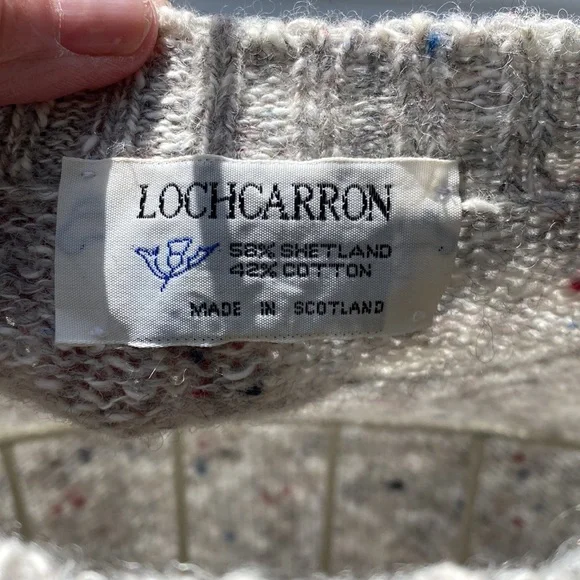 LOCHCARRON
58% SHETLAND
42% COTTON
MADE IN SCOTLAND